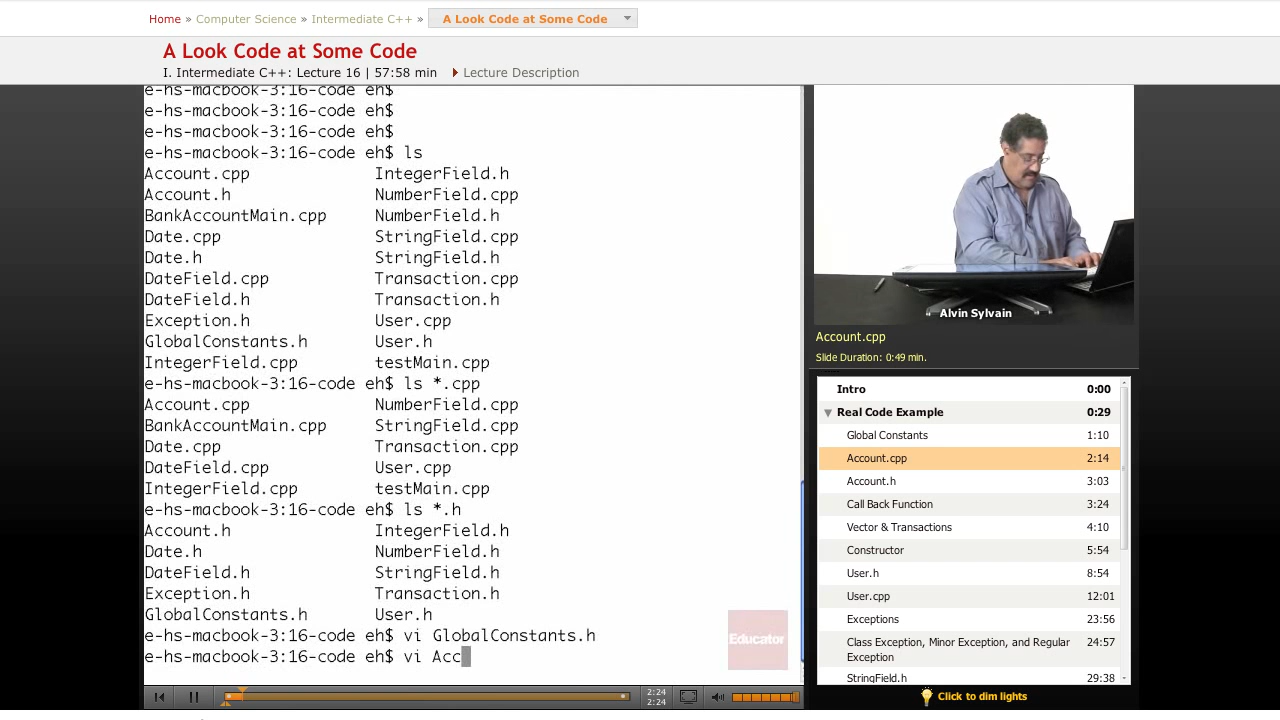 Home » Computer Science » Intermediate C++ » A Look Code at Some Code
A Look Code at Some Code
I. Intermediate C++: Lecture 16 | 57:58 min Lecture Description
e-hs-macbook-3:16-code eh$
e-hs-macbook-3:16-code eh$
e-hs-macbook-3:16-code eh$
e-hs-macbook-3:16-code eh$ ls
Account.cpp IntegerField.h
Account.h NumberField.cpp
BankAccountMain.cpp NumberField.h
Date.cpp StringField.cpp
Date.h StringField.h
DateField.cpp Transaction.cpp
DateField.h Transaction.h
Exception.h User.cpp
GlobalConstants.h User.h
IntegerField.cpp testMain.cpp
e-hs-macbook-3:16-code eh$ ls *.cpp
Account.cpp NumberField.cpp
BankAccountMain.cpp StringField.cpp
Date.cpp Transaction.cpp
DateField.cpp User.cpp
IntegerField.cpp testMain.cpp
e-hs-macbook-3:16-code eh$ ls *.h
Account.h IntegerField.h
Date.h NumberField.h
DateField.h StringField.h
Exception.h Transaction.h
GlobalConstants.h User.h
e-hs-macbook-3:16-code eh$ vi GlobalConstants.h
e-hs-macbook-3:16-code eh$ vi Acc
Educator
2:24
2:24
Alvin Sylvain
Account.cpp
Slide Duration: 0:49 min.
Intro 0:00
Real Code Example 0:29
Global Constants 1:10
Account.cpp 2:14
Account.h 3:03
Call Back Function 3:24
Vector & Transactions 4:10
Constructor 5:54
User.h 8:54
User.cpp 12:01
Exceptions 23:56
Class Exception, Minor Exception, and Regular 24:57
Exception
StringField.h 29:38
Click to dim lights